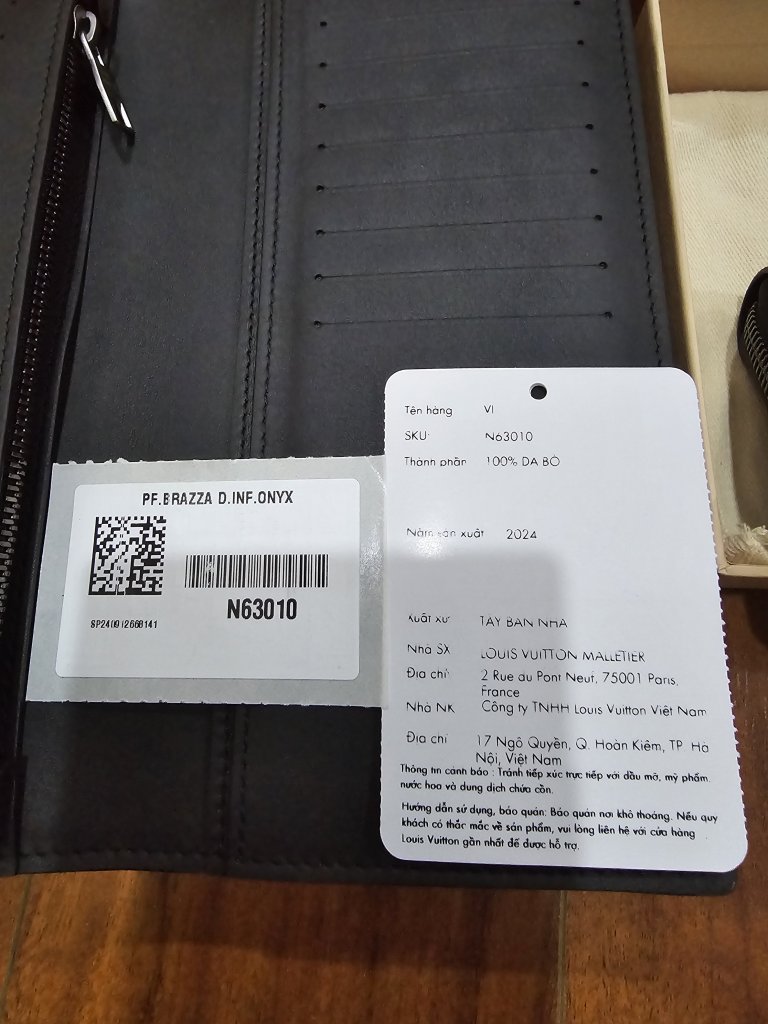 PF.BRAZZA D.INF.ONYX
N63010
Tên hàng VI
SKU: N63010
Thành phần 100% DA BÒ
Năm sản xuất 2024
Xuất xứ TÂY BAN NHA
Nhà SX LOUIS VUITTON MALLETIER
Địa chỉ: 2 Rue du Pont Neuf, 75001 Paris,
France
Nhà NK Công ty TNHH Louis Vuitton Việt Nam
Địa chỉ 17 Ngô Quyền, Q. Hoàn Kiếm, TP Hà
Nội, Việt Nam
Thông tin cảnh báo : Tránh tiếp xúc trực tiếp với dầu mỡ, mỹ phẩm
nước hoa và dung dịch chứa cồn.
Hướng dẫn sử dụng, bảo quản: Bảo quản nơi khô thoáng. Nếu quý
khách có thắc mắc về sản phẩm, vui lòng liên hệ với cửa hàng
Louis Vuitton gần nhất để được hỗ trợ.